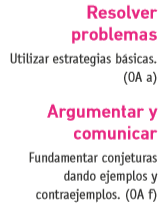 Resolver
problemas
Utilizar estrategias básicas.
(OA a)
Argumentar y
comunicar
Fundamentar conjeturas
dando ejemplos y
contraejemplos. (OA f)